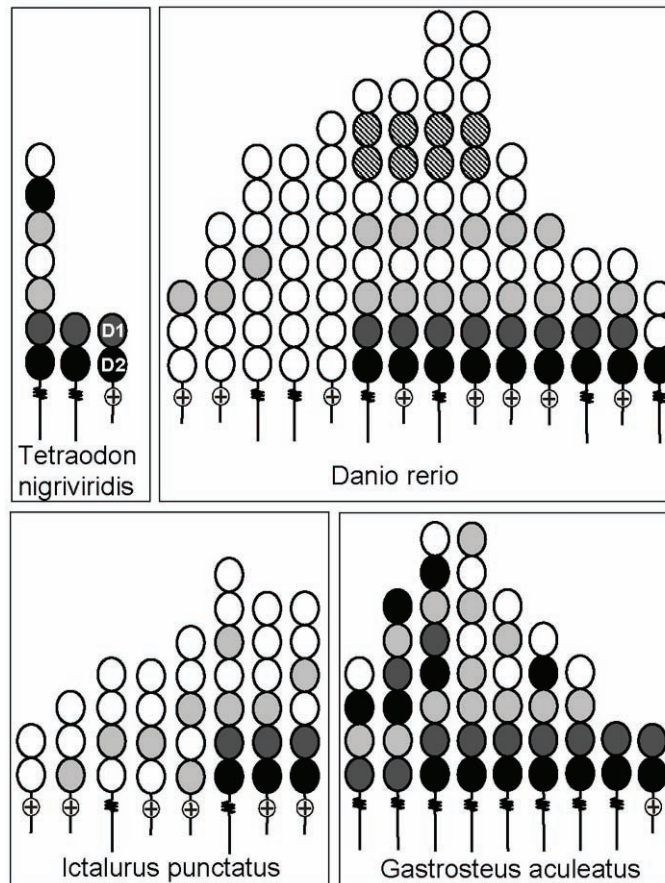 D1
D2
Tetraodon
nigriviridis
Danio rerio
Ictalurus punctatus
Gastrosteus aculeatus